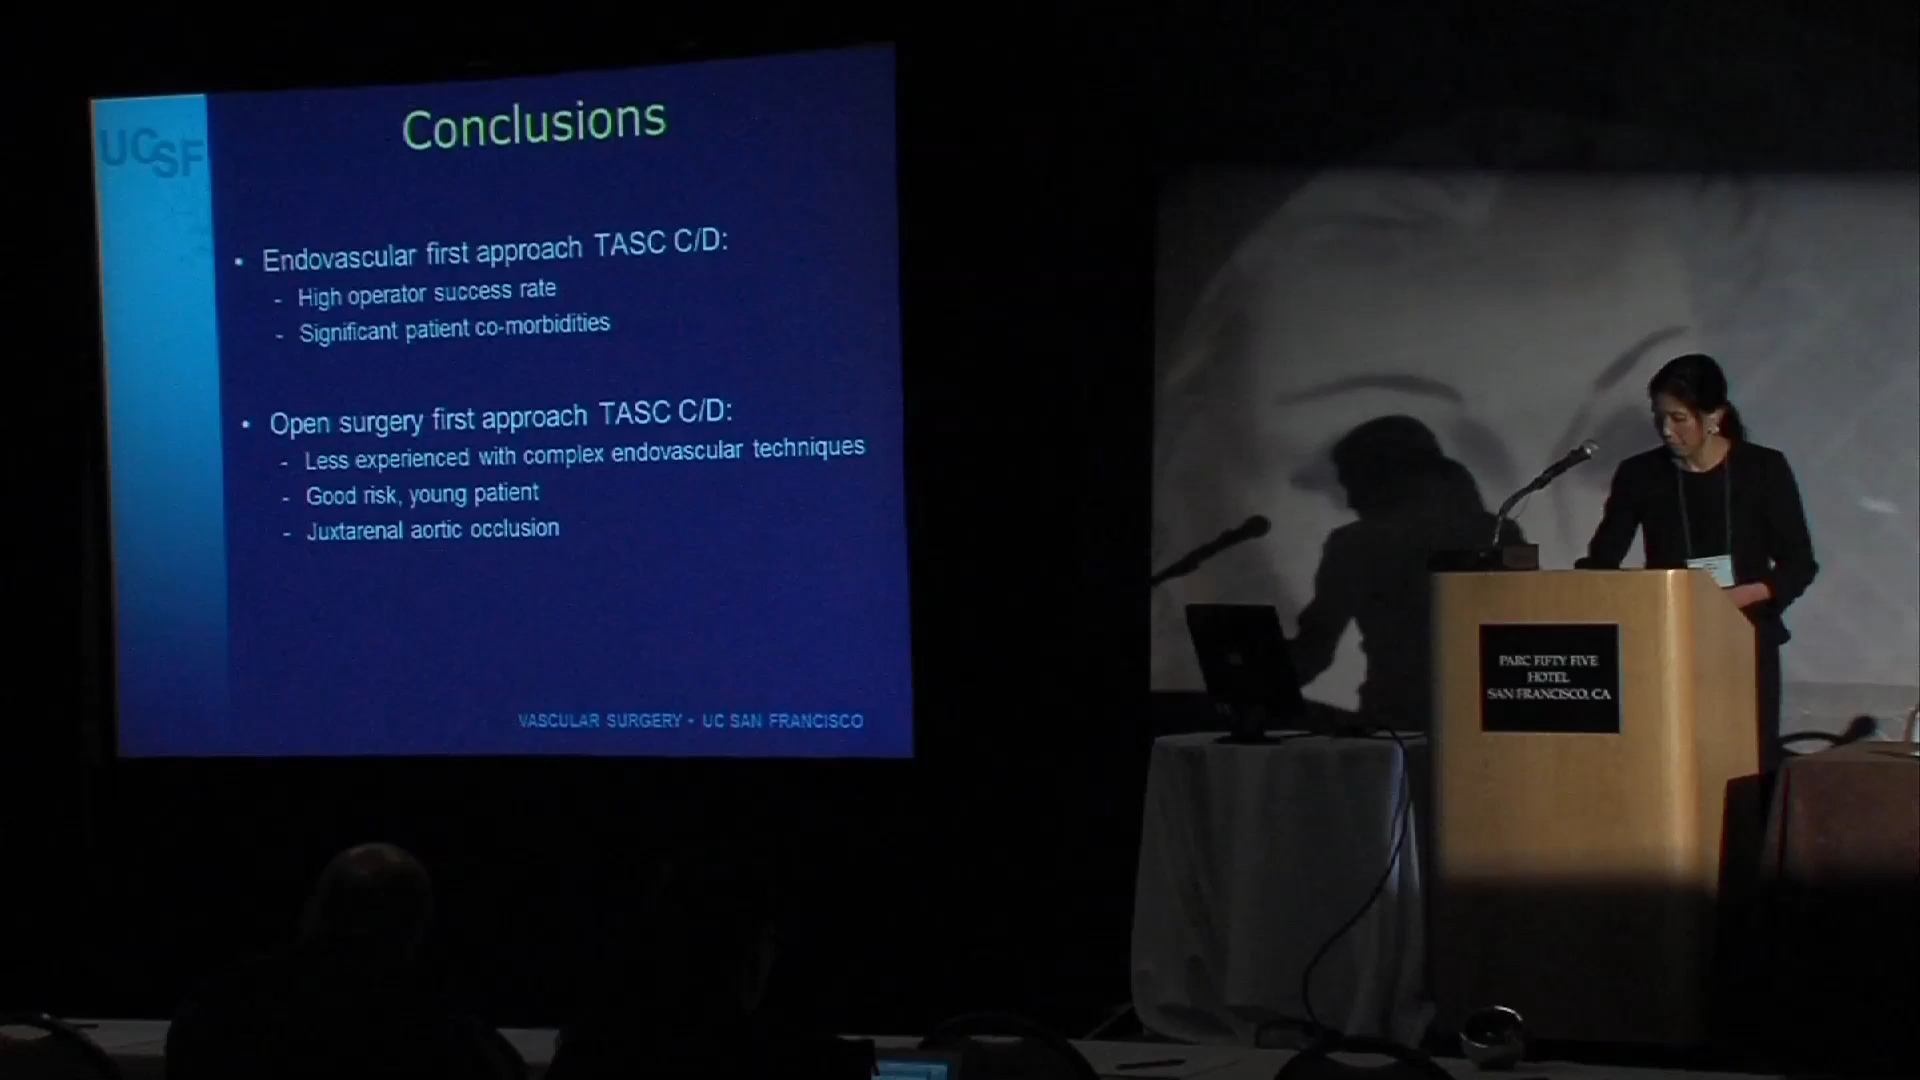 UCSF
Conclusions
• Endovascular first approach TASC C/D:
- High operator success rate
- Significant patient co-morbidities
• Open surgery first approach TASC C/D:
- Less experienced with complex endovascular techniques
- Good risk, young patient
- Juxtarenal aortic occlusion
VASCULAR SURGERY • UC SAN FRANCISCO
PARC FIFTY FIVE
HOTEL
SAN FRANCISCO, CA